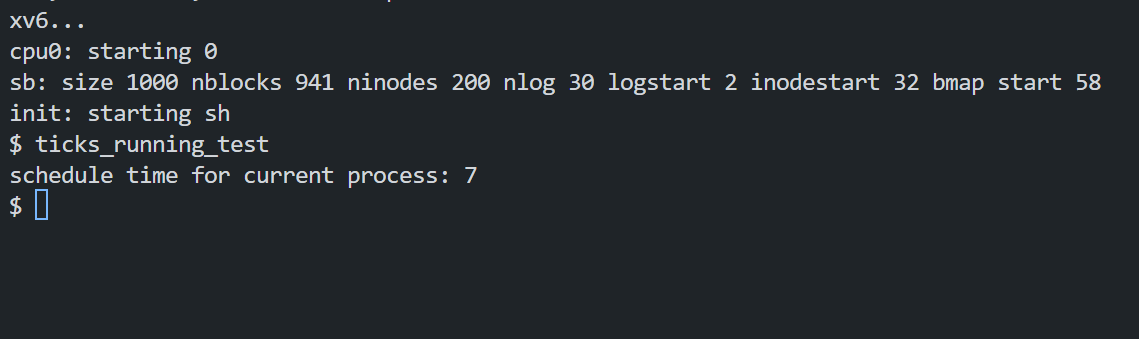 xv6...
cpu0: starting 0
sb: size 1000 nblocks 941 ninodes 200 nlog 30 logstart 2 inodestart 32 bmap start 58
init: starting sh
$ ticks_running_test
schedule time for current process: 7
$